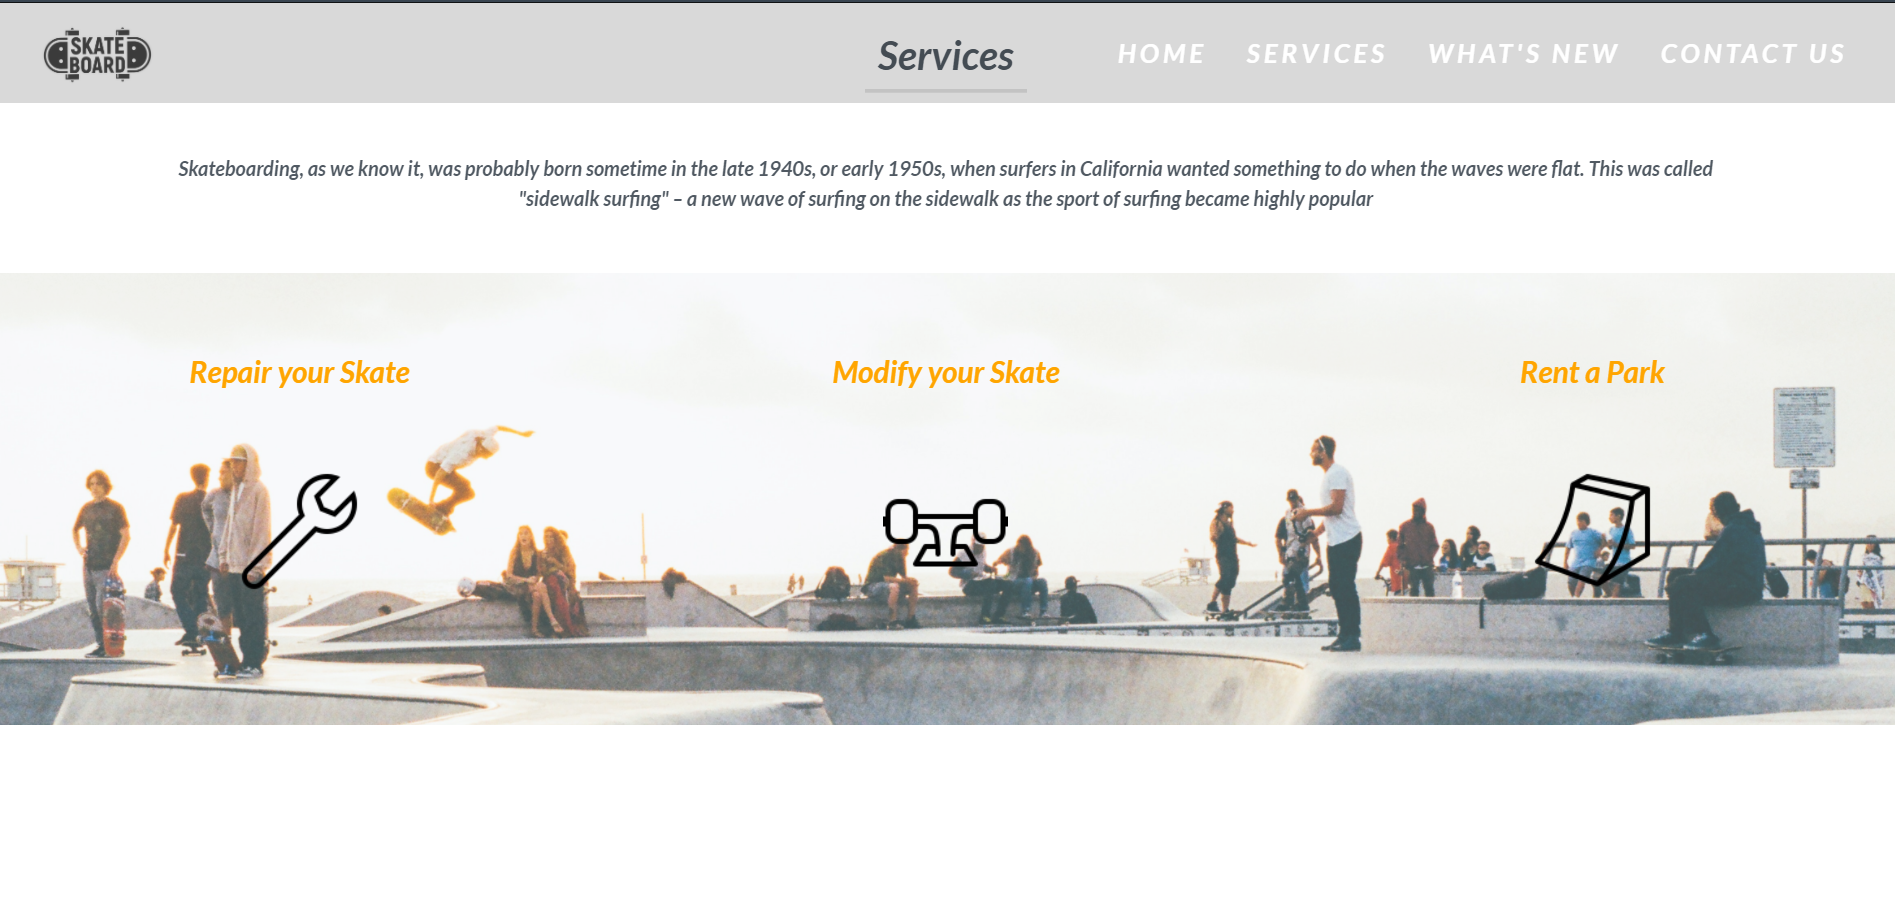 SKATE
BOARD
Services
HOME SERVICES WHAT'S NEW CONTACT US
Skateboarding, as we know it, was probably born sometime in the late 1940s, or early 1950s, when surfers in California wanted something to do when the waves were flat. This was called
"sidewalk surfing" – a new wave of surfing on the sidewalk as the sport of surfing became highly popular
Repair your Skate
Modify your Skate
Rent a Park